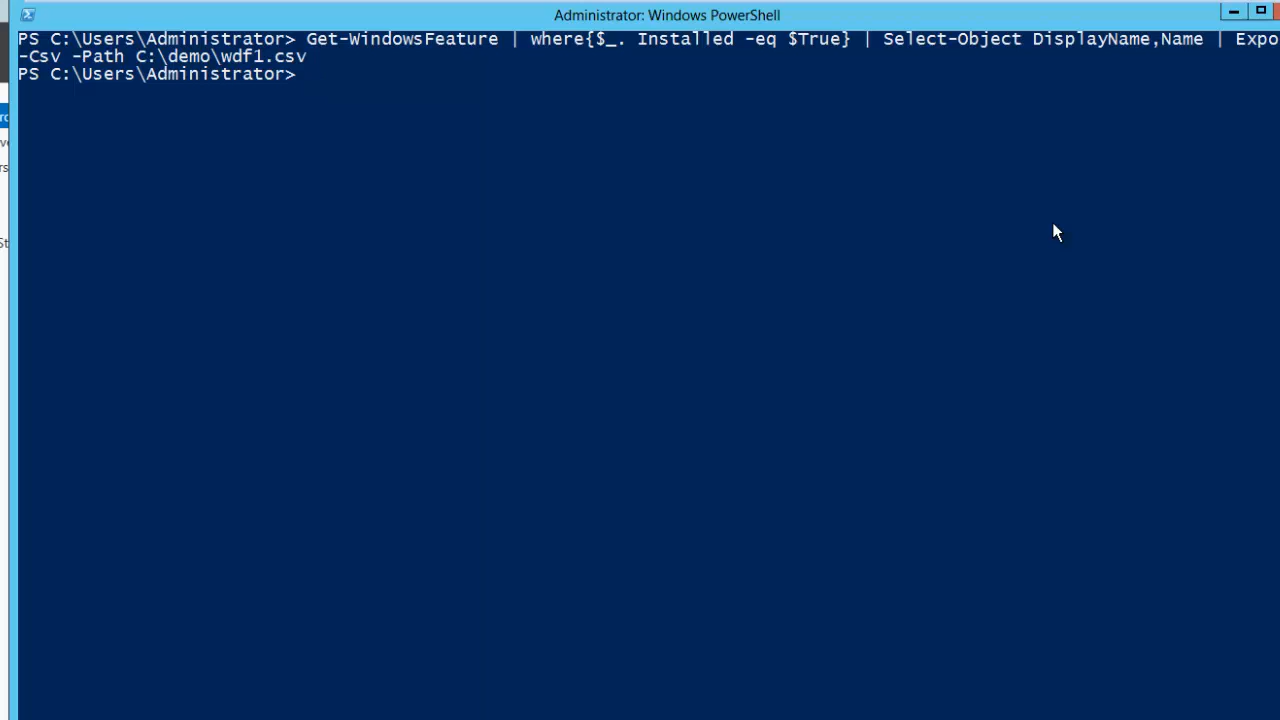 Administrator: Windows PowerShell
PS C:\Users\Administrator> Get-WindowsFeature | where{$_. Installed -eq $True} | Select-Object DisplayName,Name | Expo
-Csv -Path C:\demo\wdf1.csv
PS C:\Users\Administrator>